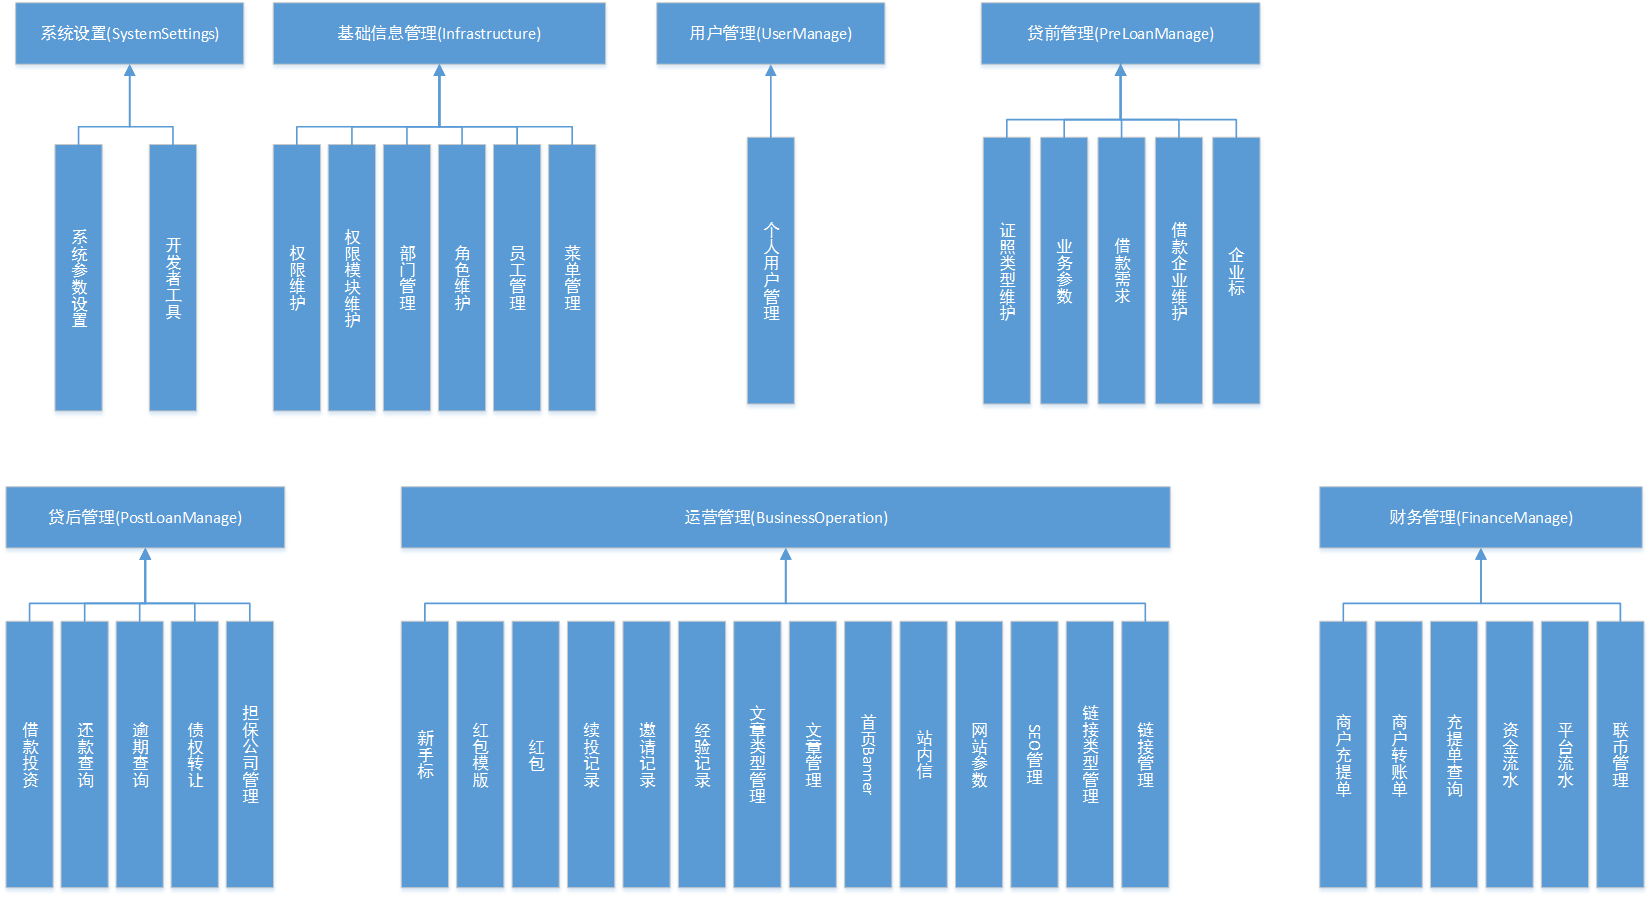 系统设置(SystemSettings)
基础信息管理(Infrastructure)
用户管理(UserManage)
贷前管理(PreLoanManage)
系统参数设置
开发者工具
权限维护
权限模块维护
部门管理
角色维护
员工管理
菜单管理
个人用户管理
证照类型维护
业务参数
借款需求
借款企业维护
企业标
贷后管理(PostLoanManage)
运营管理(BusinessOperation)
财务管理(FinanceManage)
借款投资
还款查询
逾期查询
债权转让
担保公司管理
新手标
红包模版
红包
续投记录
邀请记录
经验记录
文章类型管理
文章管理
首页Banner
站内信
网站参数
SEO管理
链接类型管理
链接管理
商户充提单
商户转账单
充提单查询
资金流水
平台流水
联币管理